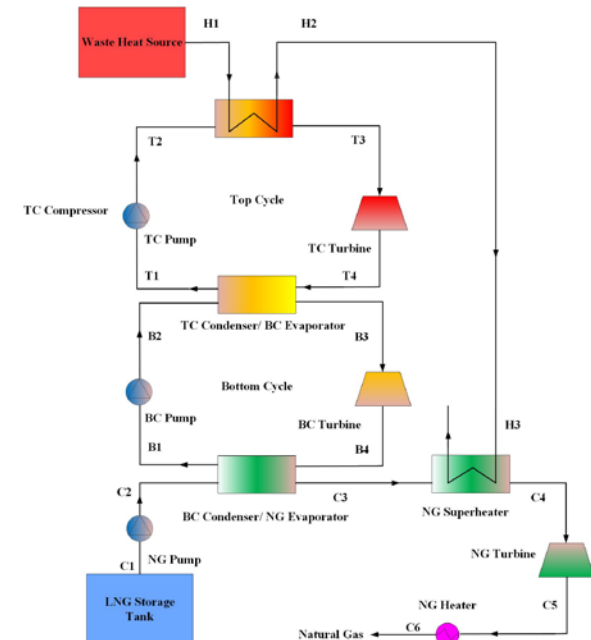 H1
H2
Waste Heat Source
T2
T3
TC Compressor
Top Cycle
TC Pump
TC Turbine
T1
T4
TC Condenser/ BC Evaporator
B2
B3
Bottom Cycle
BC Pump
BC Turbine
B1
B4
H3
C2
C3
C4
BC Condenser/ NG Evaporator
NG Superheater
NG Pump
C1
NG Turbine
LNG Storage
Tank
NG Heater
C5
C6
Natural Gas